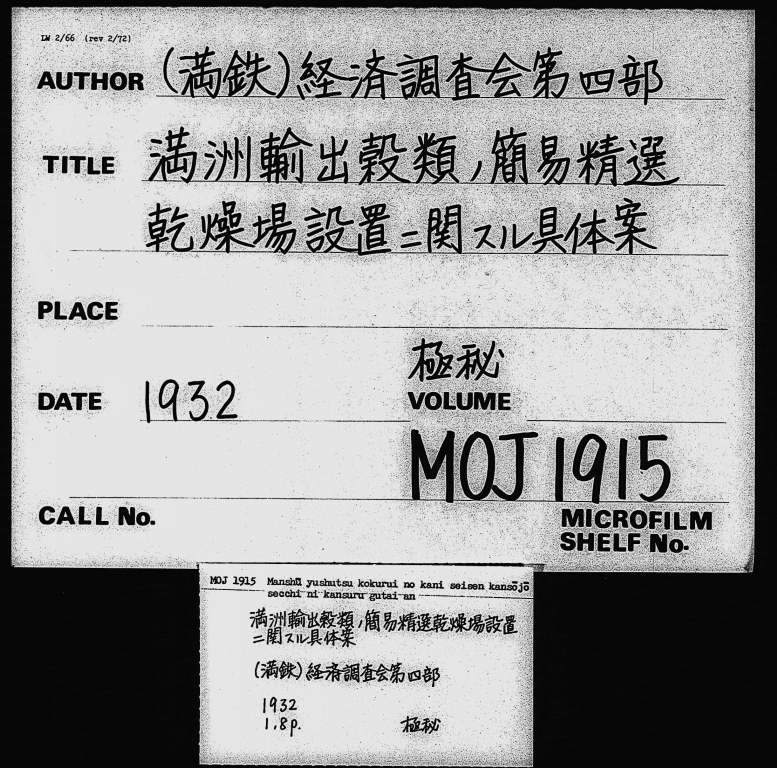 LW 2/66 (rev 2/72)
AUTHOR (満鉄)経済調査会第四部
TITLE 満洲輸出穀類ノ簡易精選
乾燥場設置ニ関スル具体案
PLACE
極秘
DATE 1932 VOLUME
MOJ 1915
CALL No. MICROFILM
SHELF No.
MOJ 1915 Manshū yushutsu kokurui no kani seisen kansōjō
secchi ni kansuru gutai an
満洲輸出穀類ノ簡易精選乾燥場設置
ニ関スル具体案
(満鉄)経済調査会第四部
1932
1.8p. 極秘